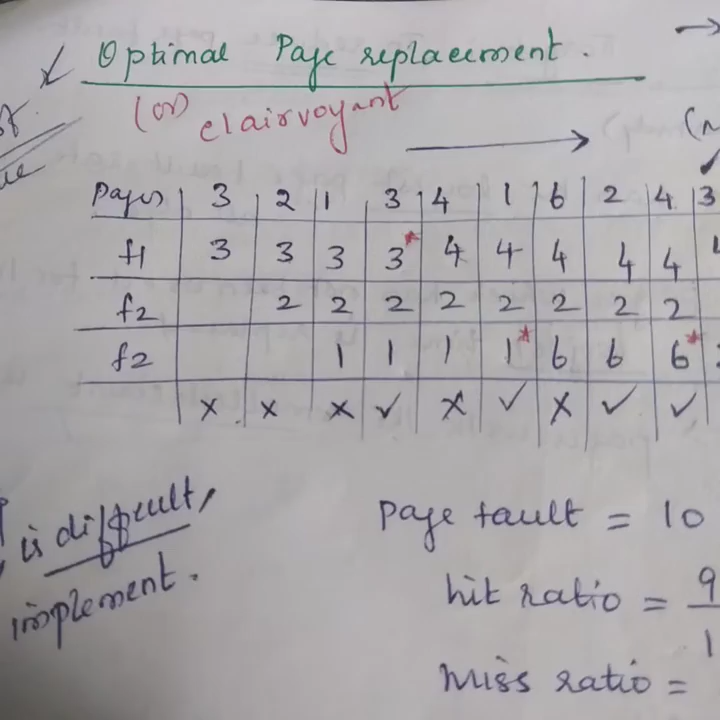 Optimal Page replacement.
(or) clairvoyant
Pages 3 2 1 3 4 1 6 2 4 3
f1 3 3 3 3* 4 4 4 4 4
f2 2 2 2 2 2 2 2 2
f2 1 1 1 1* 6 6 6*
x x x ✓ x ✓ x ✓ ✓
is difficult,
implement.
Page fault = 10
hit ratio = 9
miss ratio =